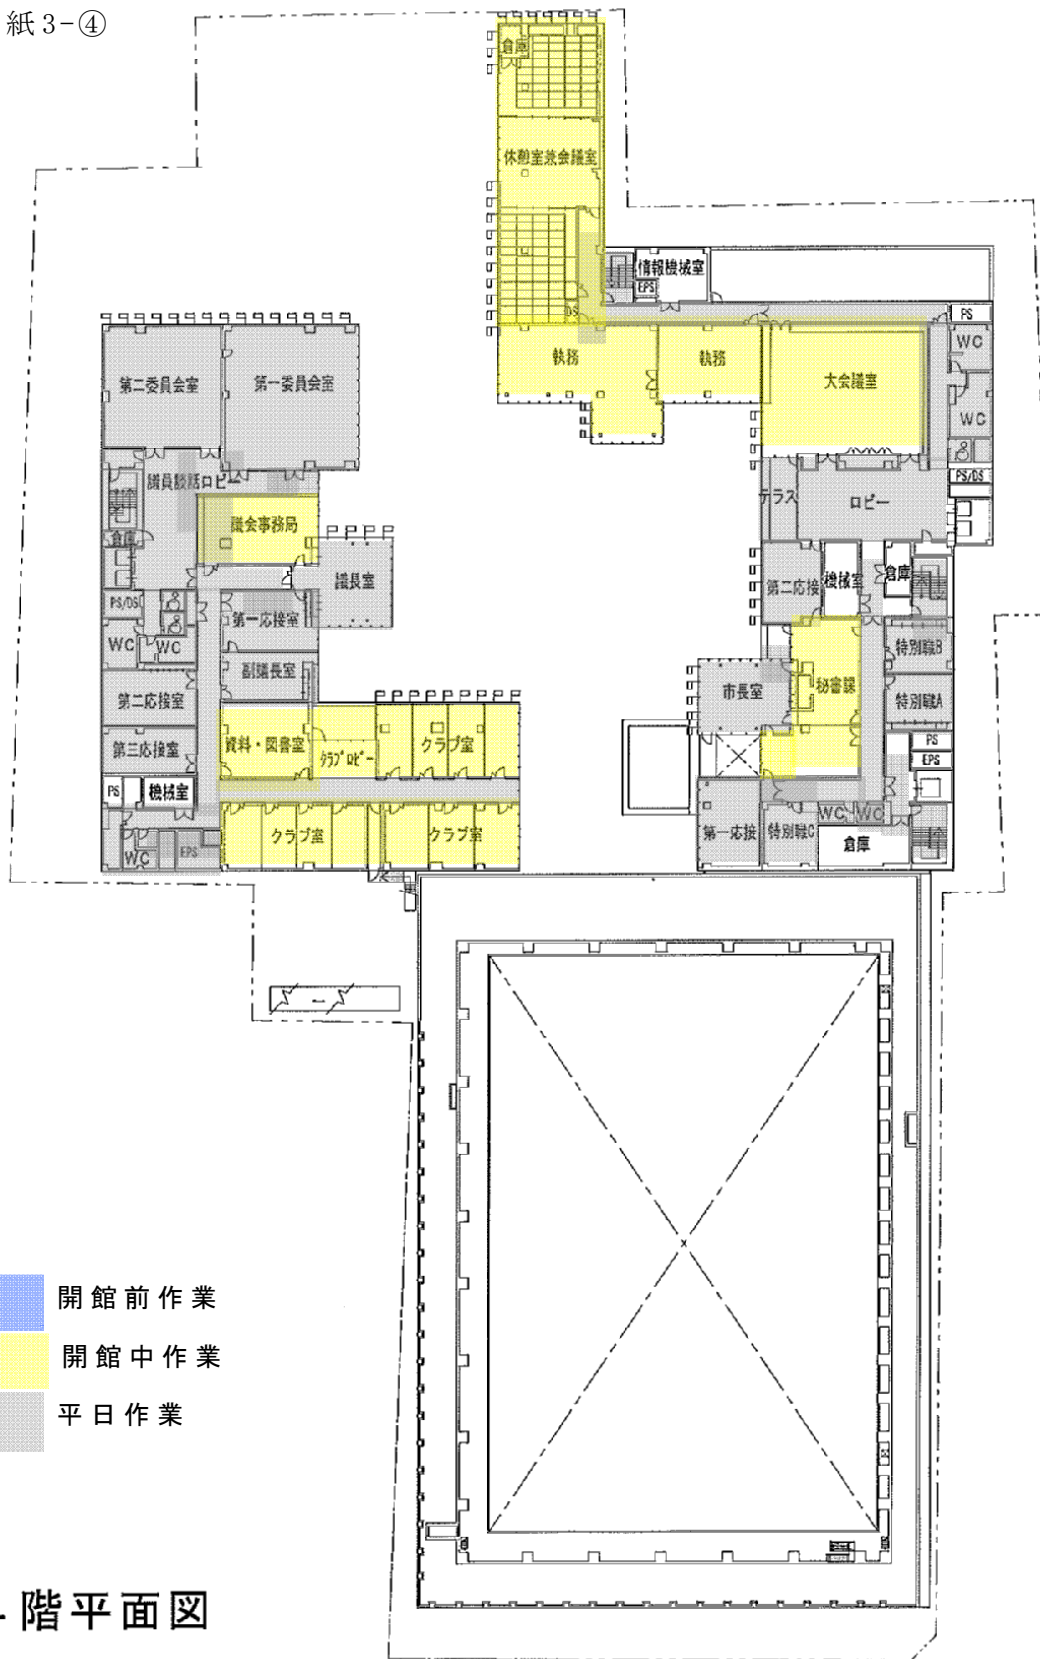 紙3-④
倉庫
休憩室兼会議室
情報機械室
EPS
DS
PS
WC
執務
執務
大会議室
WC
第二委員会室
第一委員会室
議員談話ロビー
PS/DS
テラス
ロビー
議会事務局
倉庫
議長室
第二応接
機械室
倉庫
PS/DS
第一応接室
WC
WC
特別職B
副議長室
市長室
秘書課
第二応接室
特別職A
資料・図書室
クラブロビー
クラブ室
第三応接室
PS
EPS
PS
機械室
クラブ室
クラブ室
第一応接
特別職C
WC
WC
倉庫
WC
EPS
開館前作業
開館中作業
平日作業
階平面図